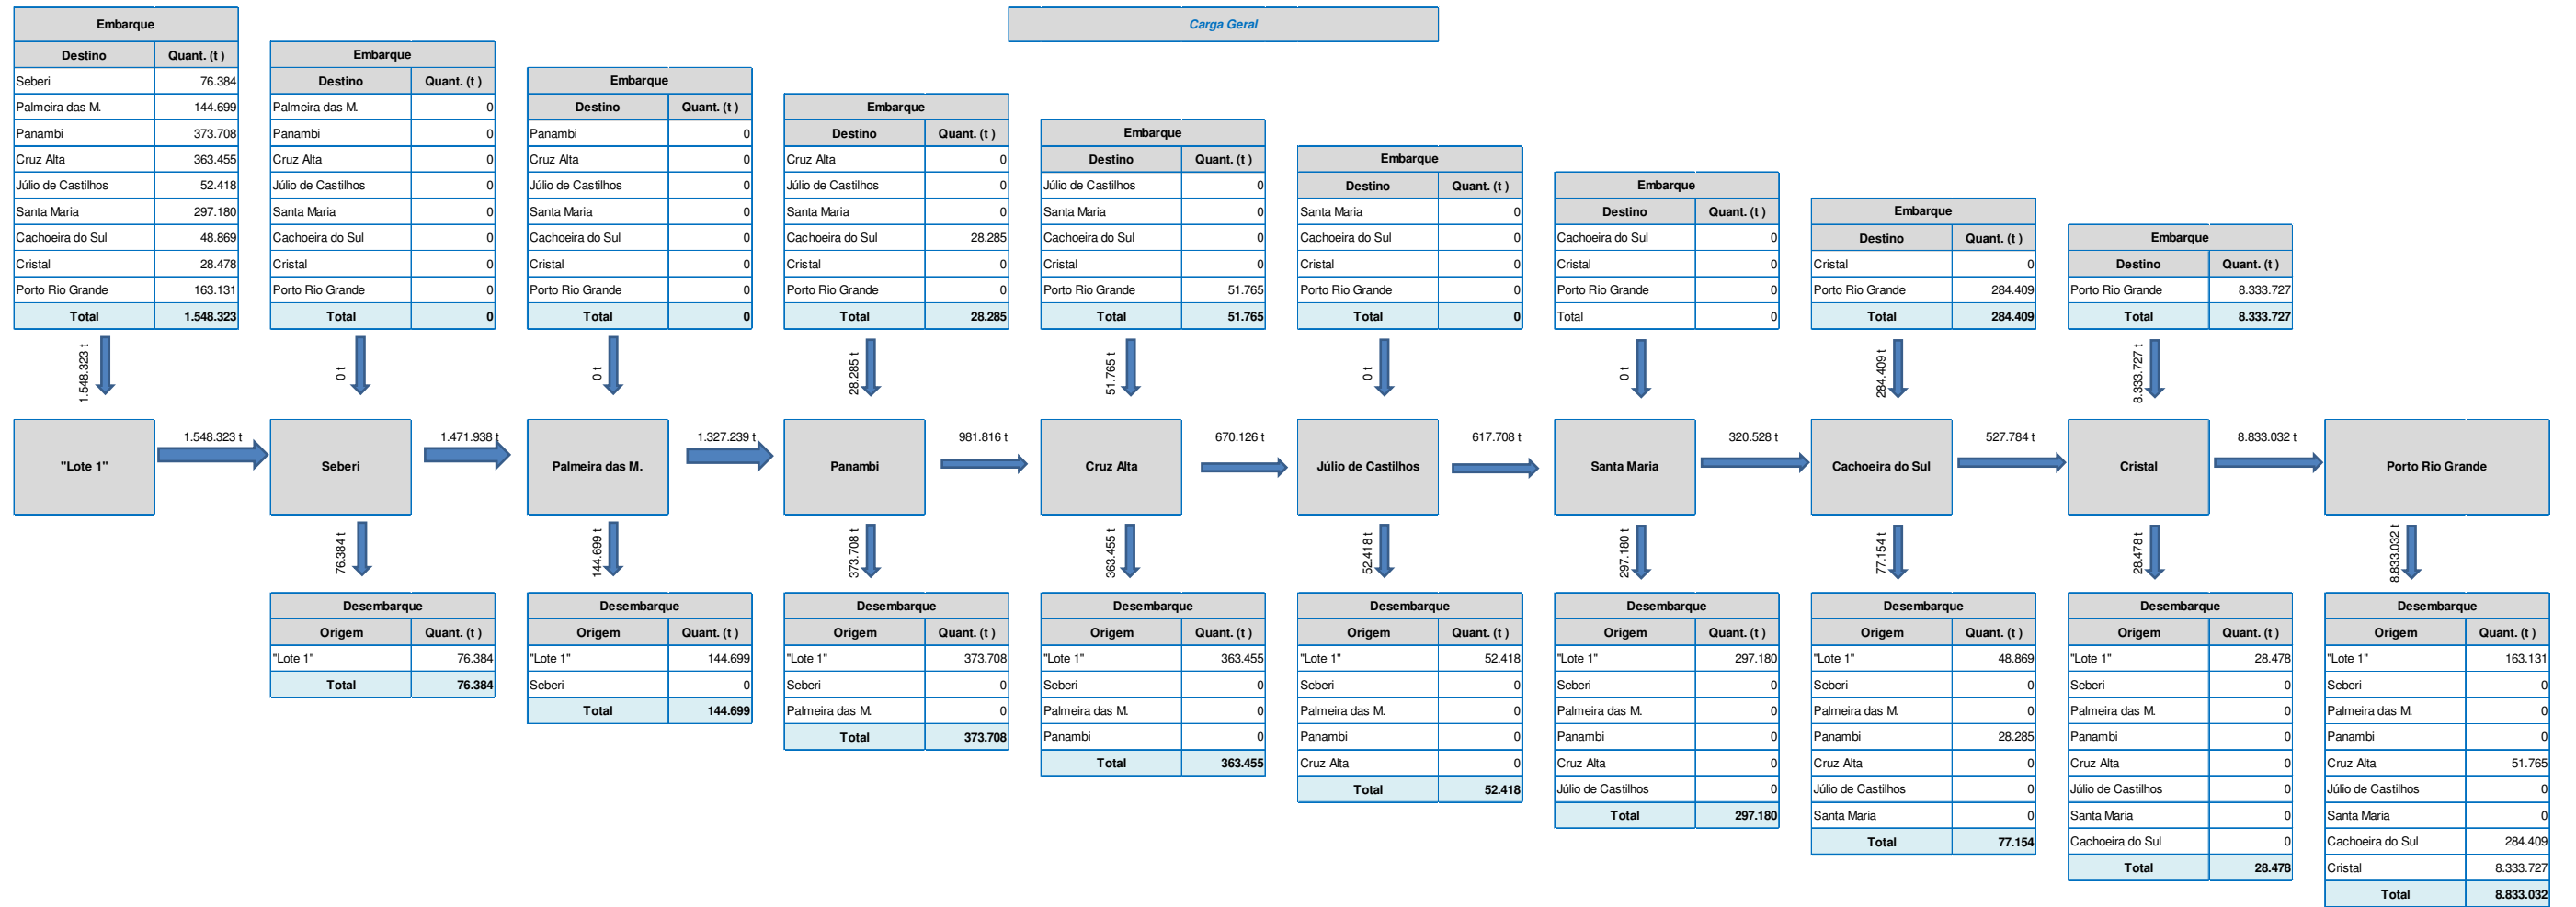 Carga Geral
Embarque
Destino Quant. (t )
Seberi 76.384
Palmeira das M. 144.699
Panambi 373.708
Cruz Alta 363.455
Júlio de Castilhos 52.418
Santa Maria 297.180
Cachoeira do Sul 48.869
Cristal 28.478
Porto Rio Grande 163.131
Total 1.548.323
Embarque
Destino Quant. (t )
Palmeira das M. 0
Panambi 0
Cruz Alta 0
Júlio de Castilhos 0
Santa Maria 0
Cachoeira do Sul 0
Cristal 0
Porto Rio Grande 0
Total 0
Embarque
Destino Quant. (t )
Panambi 0
Cruz Alta 0
Júlio de Castilhos 0
Santa Maria 0
Cachoeira do Sul 0
Cristal 0
Porto Rio Grande 0
Total 0
Embarque
Destino Quant. (t )
Cruz Alta 0
Júlio de Castilhos 0
Santa Maria 0
Cachoeira do Sul 28.285
Cristal 0
Porto Rio Grande 0
Total 28.285
Embarque
Destino Quant. (t )
Júlio de Castilhos 0
Santa Maria 0
Cachoeira do Sul 0
Cristal 0
Porto Rio Grande 51.765
Total 51.765
Embarque
Destino Quant. (t )
Santa Maria 0
Cachoeira do Sul 0
Cristal 0
Porto Rio Grande 0
Total 0
Embarque
Destino Quant. (t )
Cachoeira do Sul 0
Cristal 0
Porto Rio Grande 0
Total 0
Embarque
Destino Quant. (t )
Cristal 0
Porto Rio Grande 284.409
Total 284.409
Embarque
Destino Quant. (t )
Porto Rio Grande 8.333.727
Total 8.333.727
1.548.323 t
0 t
0 t
28.285 t
51.765 t
0 t
0 t
284.409 t
8.333.727 t
"Lote 1"
1.548.323 t
Seberi
1.471.938 t
Palmeira das M.
1.327.239 t
Panambi
981.816 t
Cruz Alta
670.126 t
Júlio de Castilhos
617.708 t
Santa Maria
320.528 t
Cachoeira do Sul
527.784 t
Cristal
8.833.032 t
Porto Rio Grande
76.384 t
144.699 t
373.708 t
363.455 t
52.418 t
297.180 t
77.154 t
28.478 t
8.833.032 t
Desembarque
Origem Quant. (t )
"Lote 1" 76.384
Total 76.384
Desembarque
Origem Quant. (t )
"Lote 1" 144.699
Seberi 0
Total 144.699
Desembarque
Origem Quant. (t )
"Lote 1" 373.708
Seberi 0
Palmeira das M. 0
Total 373.708
Desembarque
Origem Quant. (t )
"Lote 1" 363.455
Seberi 0
Palmeira das M. 0
Panambi 0
Total 363.455
Desembarque
Origem Quant. (t )
"Lote 1" 52.418
Seberi 0
Palmeira das M. 0
Panambi 0
Cruz Alta 0
Total 52.418
Desembarque
Origem Quant. (t )
"Lote 1" 297.180
Seberi 0
Palmeira das M. 0
Panambi 0
Cruz Alta 0
Júlio de Castilhos 0
Total 297.180
Desembarque
Origem Quant. (t )
"Lote 1" 48.869
Seberi 0
Palmeira das M. 0
Panambi 28.285
Cruz Alta 0
Júlio de Castilhos 0
Santa Maria 0
Total 77.154
Desembarque
Origem Quant. (t )
"Lote 1" 28.478
Seberi 0
Palmeira das M. 0
Panambi 0
Cruz Alta 0
Júlio de Castilhos 0
Santa Maria 0
Cachoeira do Sul 0
Total 28.478
Desembarque
Origem Quant. (t )
"Lote 1" 163.131
Seberi 0
Palmeira das M. 0
Panambi 0
Cruz Alta 51.765
Júlio de Castilhos 0
Santa Maria 0
Cachoeira do Sul 284.409
Cristal 8.333.727
Total 8.833.032